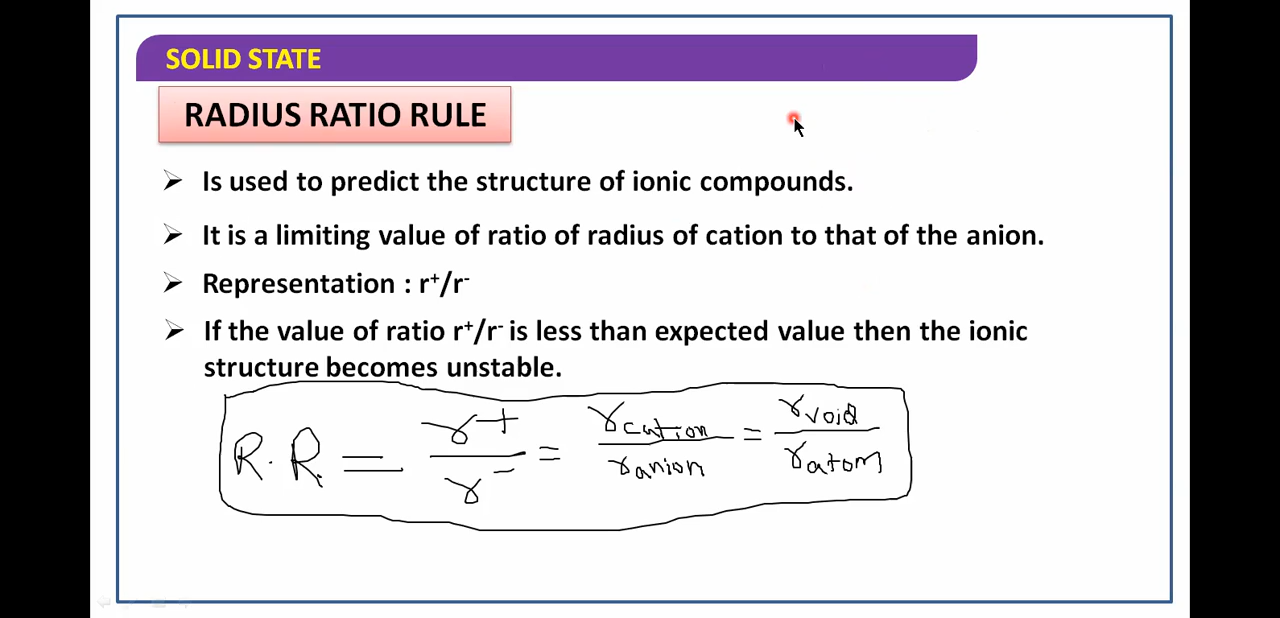 SOLID STATE
RADIUS RATIO RULE
➢ Is used to predict the structure of ionic compounds.
➢ It is a limiting value of ratio of radius of cation to that of the anion.
➢ Representation : r⁺/r⁻
➢ If the value of ratio r⁺/r⁻ is less than expected value then the ionic
structure becomes unstable.
R.R = r⁺/r⁻ = r cation/r anion = r void/r atom